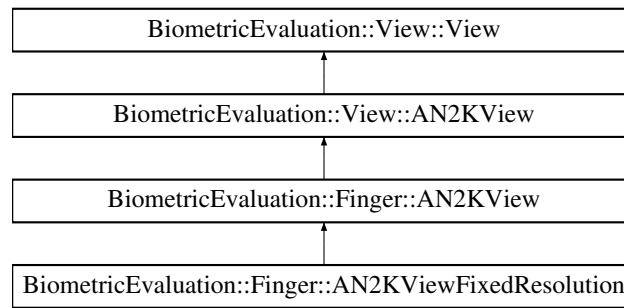 BiometricEvaluation::View::View
BiometricEvaluation::View::AN2KView
BiometricEvaluation::Finger::AN2KView
BiometricEvaluation::Finger::AN2KViewFixedResolution